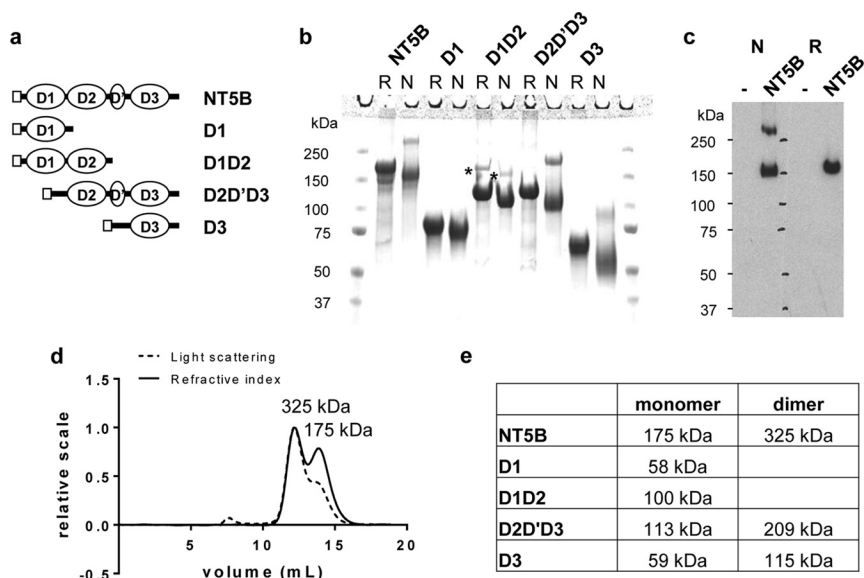 a
D1 D2 D' D3 NT5B
D1 D1
D1 D2 D1D2
D2 D' D3 D2D'D3
D3 D3
b
NT5B D1 D1D2 D2D'D3 D3
R N R N R N R N R N
kDa
250
150
100
75
50
37
* *
c
N R
- NT5B - NT5B
kDa
250
150
100
75
50
37
d
Light scattering
Refractive index
325 kDa
175 kDa
relative scale
1.5
1.0
0.5
0.0
-0.5
5 10 15 20
volume (mL)
e
monomer dimer
NT5B 175 kDa 325 kDa
D1 58 kDa
D1D2 100 kDa
D2D'D3 113 kDa 209 kDa
D3 59 kDa 115 kDa